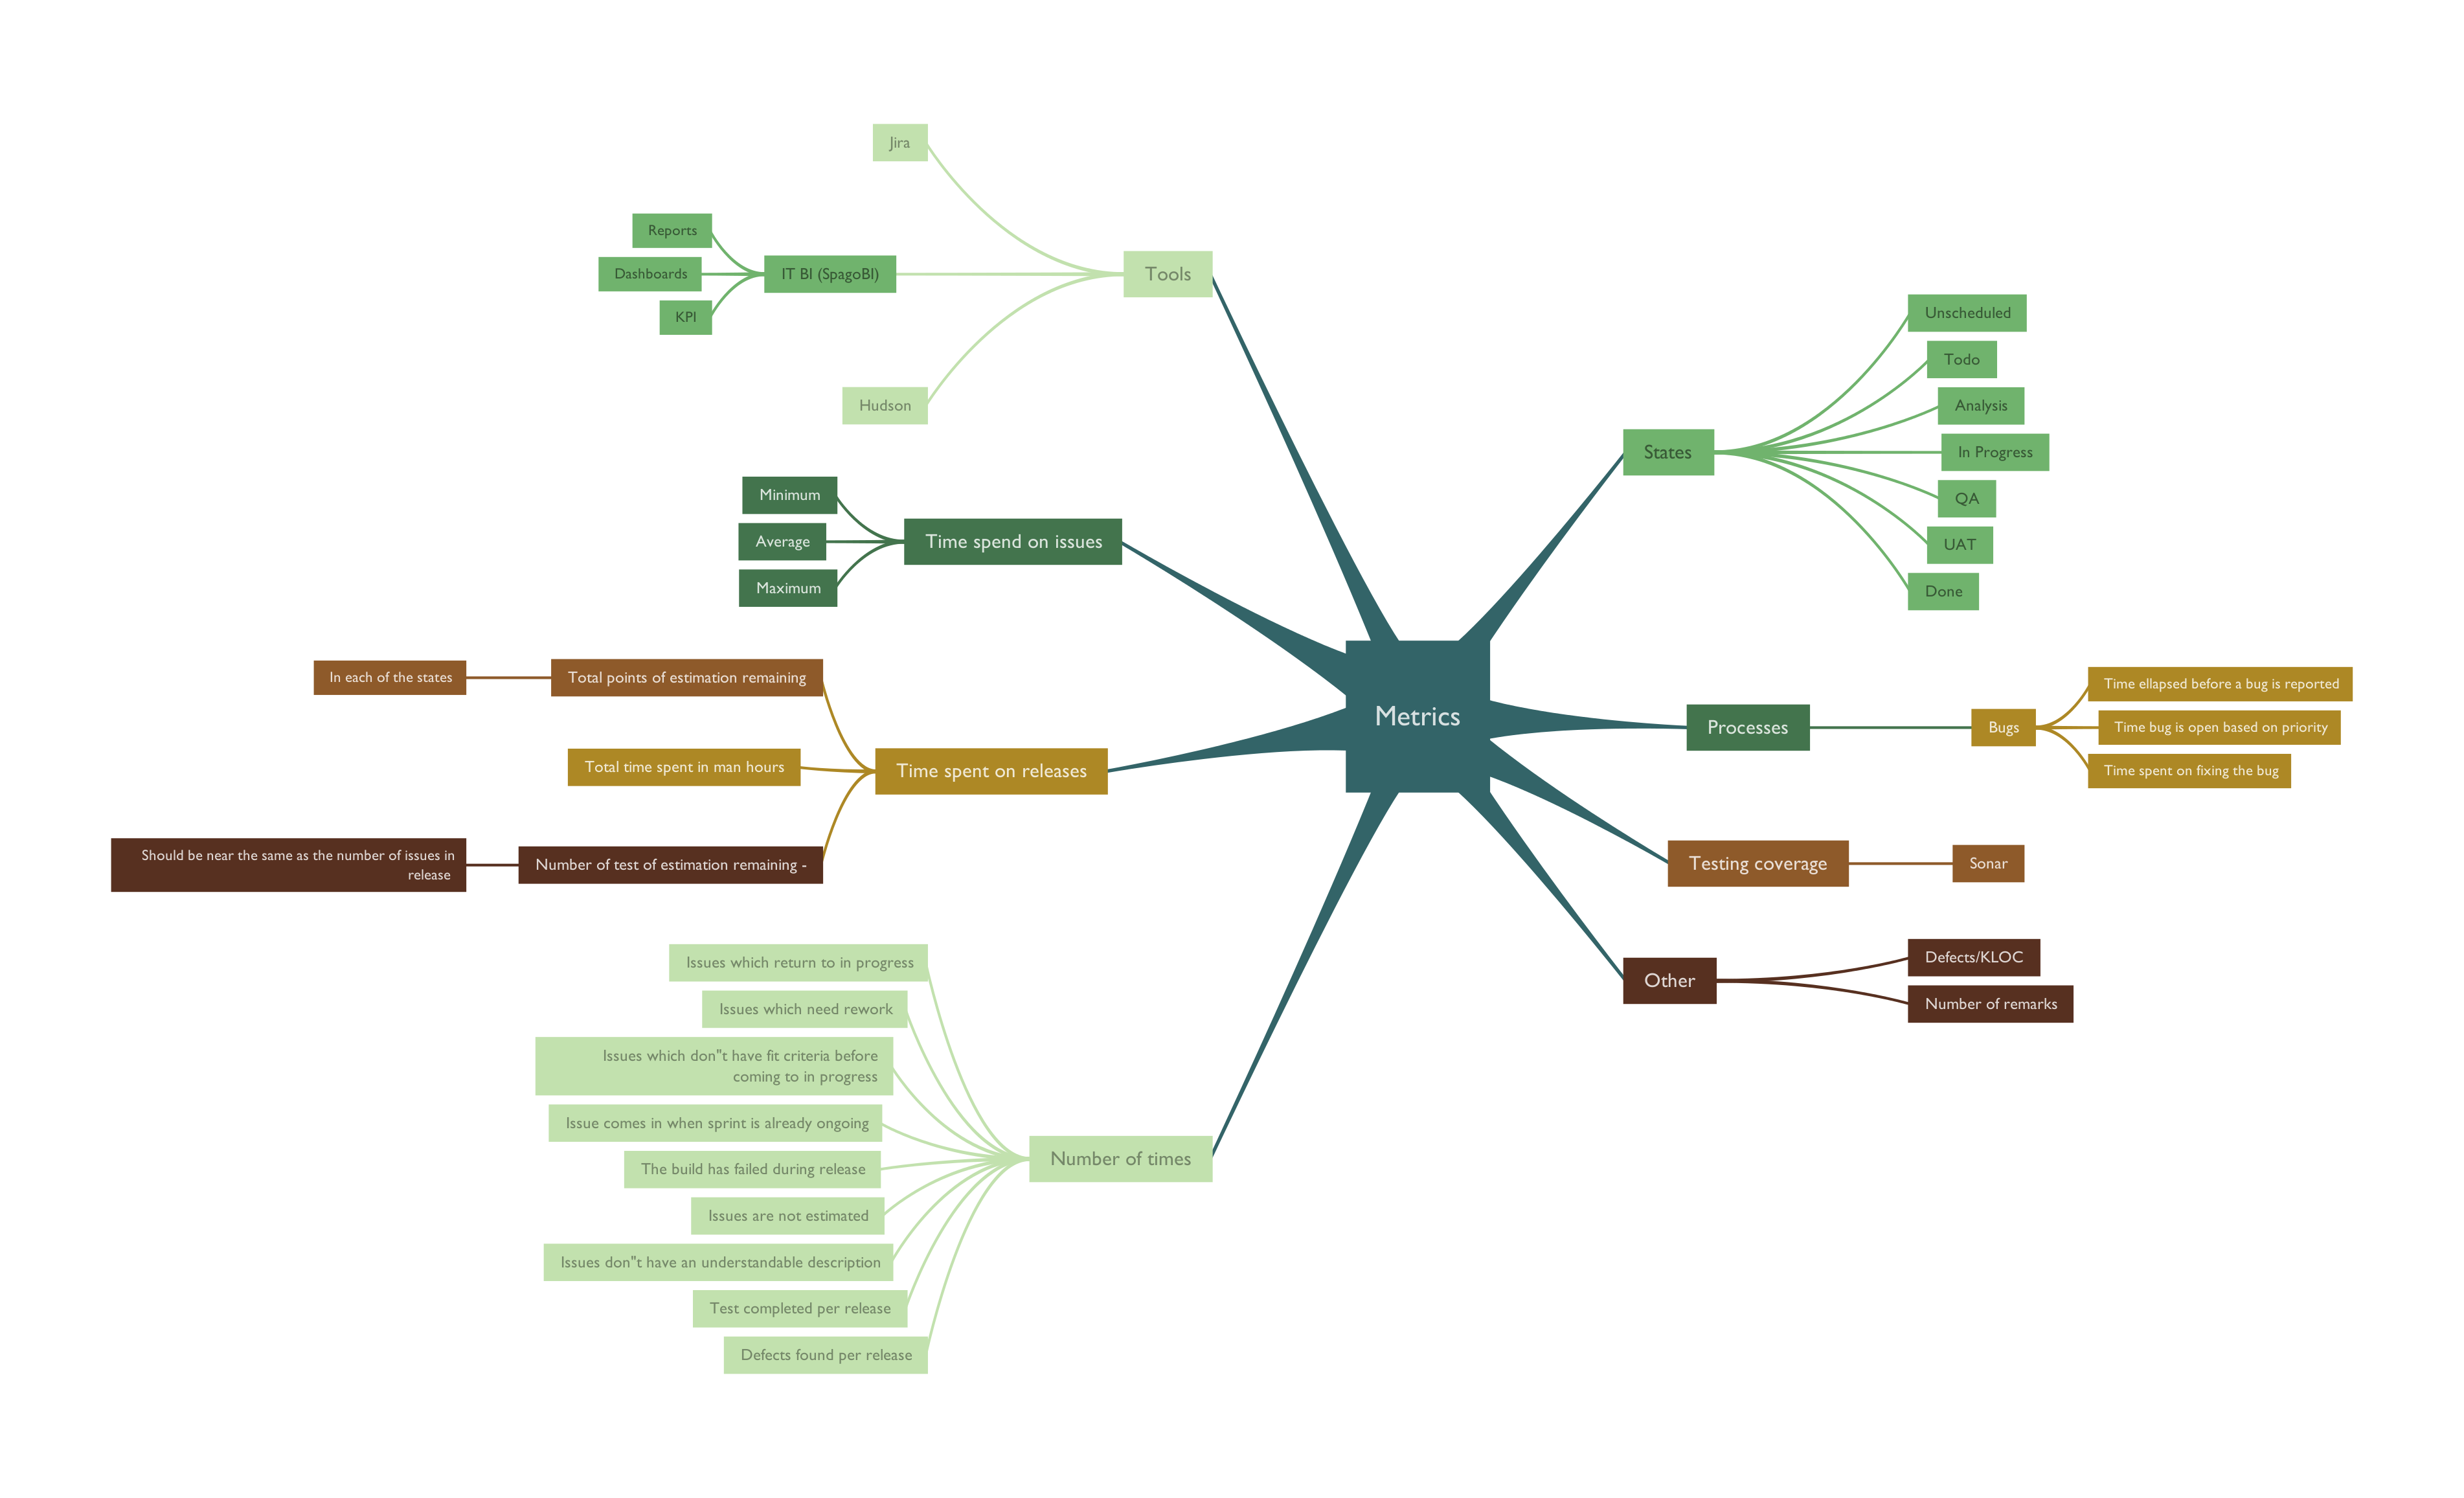 Metrics
Tools
Jira
IT BI (SpagoBI)
Reports
Dashboards
KPI
Hudson
Time spend on issues
Minimum
Average
Maximum
Time spent on releases
Total points of estimation remaining
In each of the states
Total time spent in man hours
Number of test of estimation remaining -
Should be near the same as the number of issues in
release
Number of times
Issues which return to in progress
Issues which need rework
Issues which don"t have fit criteria before
coming to in progress
Issue comes in when sprint is already ongoing
The build has failed during release
Issues are not estimated
Issues don"t have an understandable description
Test completed per release
Defects found per release
States
Unscheduled
Todo
Analysis
In Progress
QA
UAT
Done
Processes
Bugs
Time ellapsed before a bug is reported
Time bug is open based on priority
Time spent on fixing the bug
Testing coverage
Sonar
Other
Defects/KLOC
Number of remarks